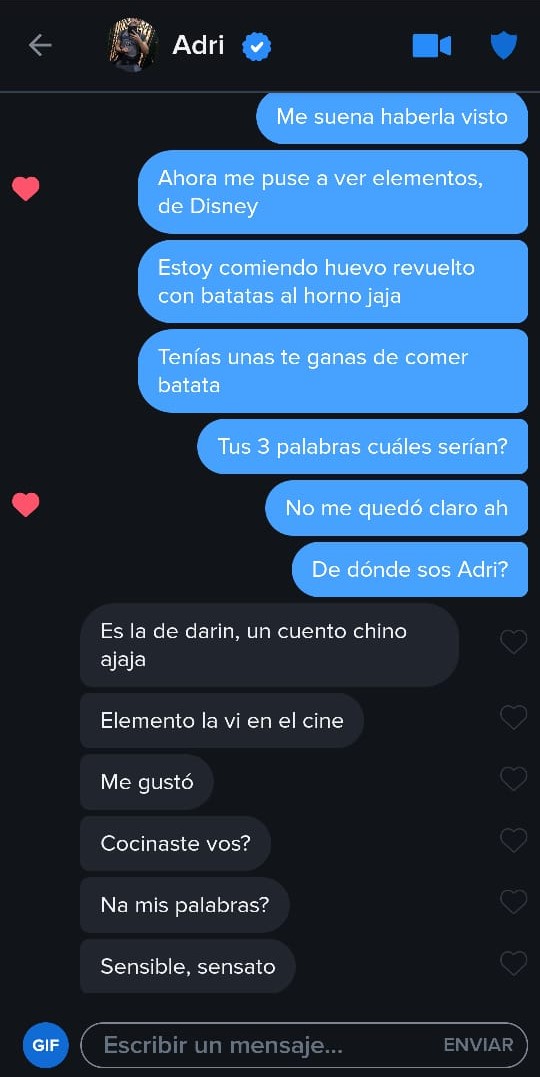 Adri
Me suena haberla visto
Ahora me puse a ver elementos,
de Disney
Estoy comiendo huevo revuelto
con batatas al horno jaja
Tenías unas te ganas de comer
batata
Tus 3 palabras cuáles serían?
No me quedó claro ah
De dónde sos Adri?
Es la de darin, un cuento chino
ajaja
Elemento la vi en el cine
Me gustó
Cocinaste vos?
Na mis palabras?
Sensible, sensato
GIF
Escribir un mensaje...
ENVIAR